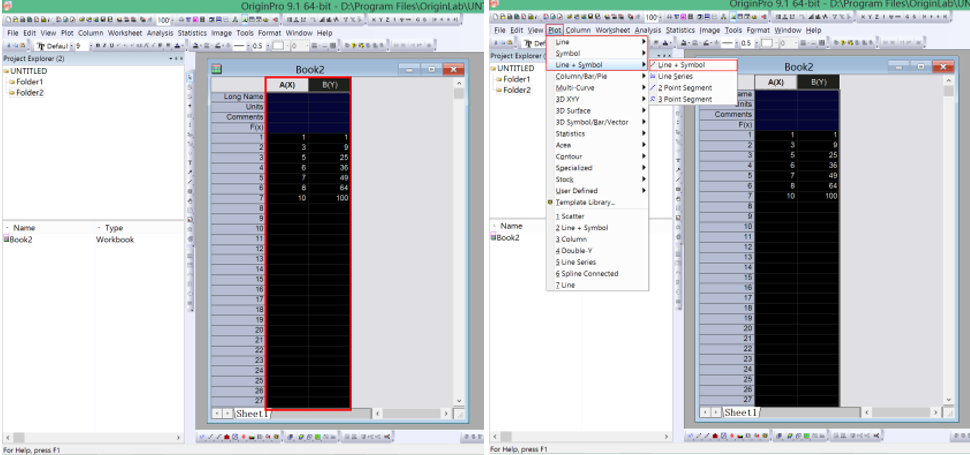 OriginPro 9.1 64-bit - D:\Program Files\OriginLab\UN
File Edit View Plot Column Worksheet Analysis Statistics Image Tools Format Window Help
Project Explorer (2)
UNTITLED
Folder1
Folder2
Name Type
Book2 Workbook
Book2
A(X) B(Y)
Long Name
Units
Comments
F(x)
1 1 1
2 3 9
3 5 25
4 6 36
5 7 49
6 8 64
7 10 100
8
9
10
11
12
13
14
15
16
17
18
19
20
21
22
23
24
25
26
27
Sheet1
For Help, press F1
OriginPro 9.1 64-bit - D:\Program Files\OriginLab\
File Edit View Plot Column Worksheet Analysis Statistics Image Tools Format Window Help
Project Explorer
UNTITLED
Folder1
Folder2
Name
Book2
Line
Symbol
Line + Symbol
Column/Bar/Pie
Multi-Curve
3D XYY
3D Surface
3D Symbol/Bar/Vector
Statistics
Area
Contour
Specialized
Stock
User Defined
Template Library...
1 Scatter
2 Line + Symbol
3 Column
4 Double-Y
5 Line Series
6 Spline Connected
7 Line
Line + Symbol
Line Series
2 Point Segment
3 Point Segment
Book2
B(Y)
ame
Units
Comments
F(x)
1 1 1
2 3 9
3 5 25
4 6 36
5 7 49
6 8 64
7 10 100
8
9
10
11
12
13
14
15
16
17
18
19
20
21
22
23
24
25
26
27
Sheet1
For Help, press F1